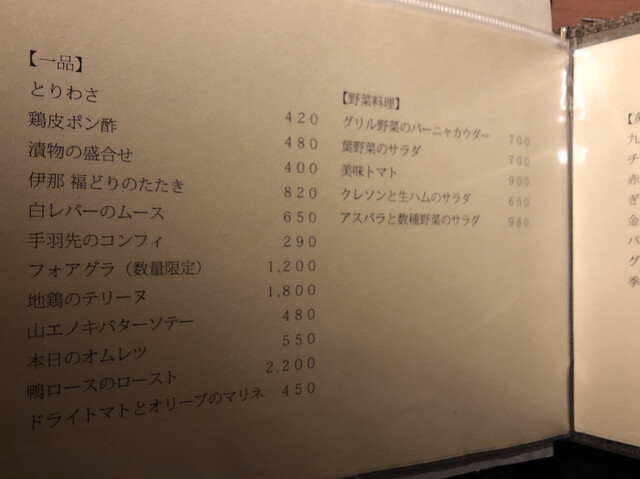 【一品】
とりわさ 420
鶏皮ポン酢 480
漬物の盛合せ 400
伊那 福どりのたたき 820
白レバーのムース 650
手羽先のコンフィ 290
フォアグラ（数量限定） 1,200
地鶏のテリーヌ 1,800
山エノキバターソテー 480
本日のオムレツ 550
鴨ロースのロースト 2,200
ドライトマトとオリーブのマリネ 450
【野菜料理】
グリル野菜のバーニャカウダー 700
葉野菜のサラダ 700
美味トマト 900
クレソンと生ハムのサラダ 650
アスパラと数種野菜のサラダ 980
九
チ
赤
ぎ
金
バ
グ
季